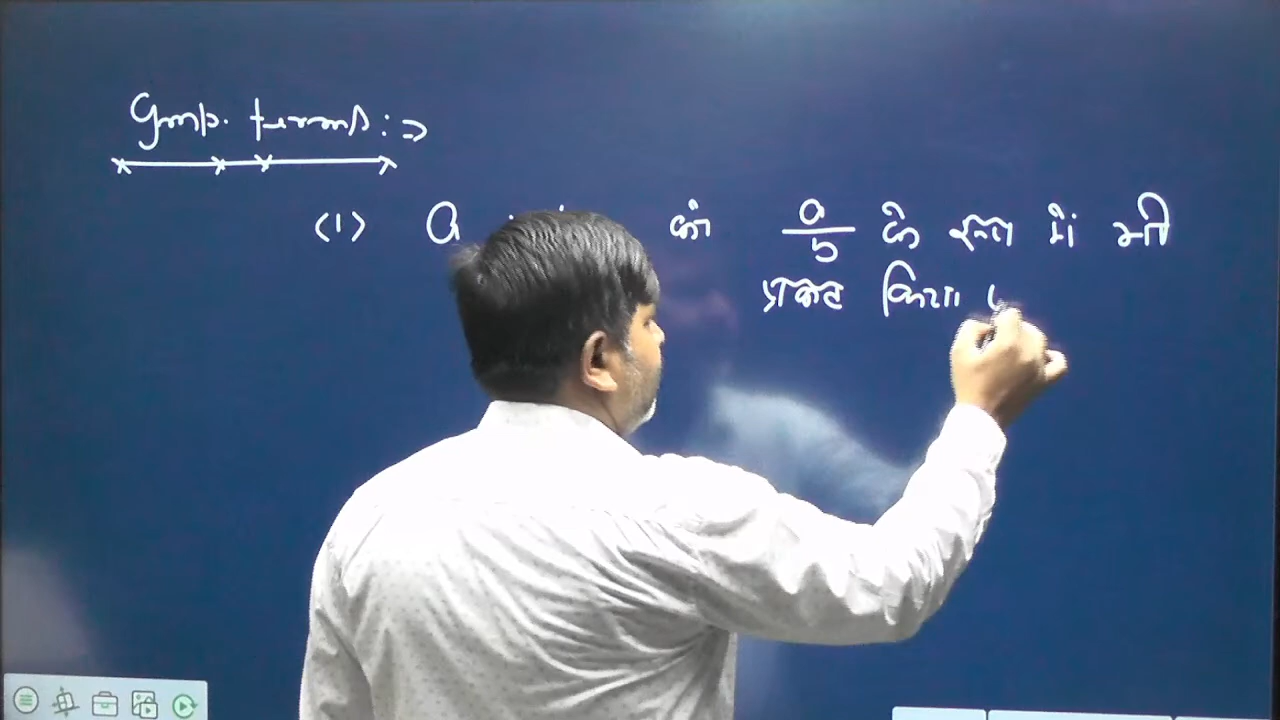 Imp. terms :⇒
(1) a को a/b के रूप में भी
प्रकट किया